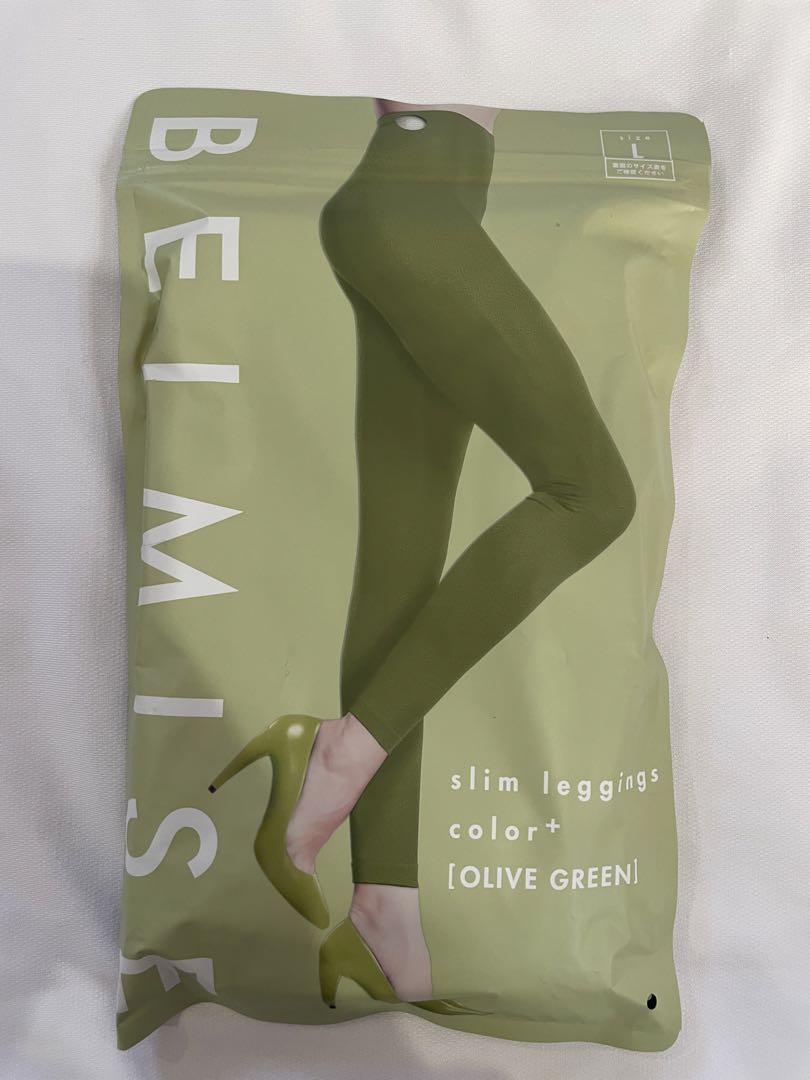 BEIMISE
size
L
裏面のサイズ表を
ご確認ください
slim leggings
color+
[OLIVE GREEN]